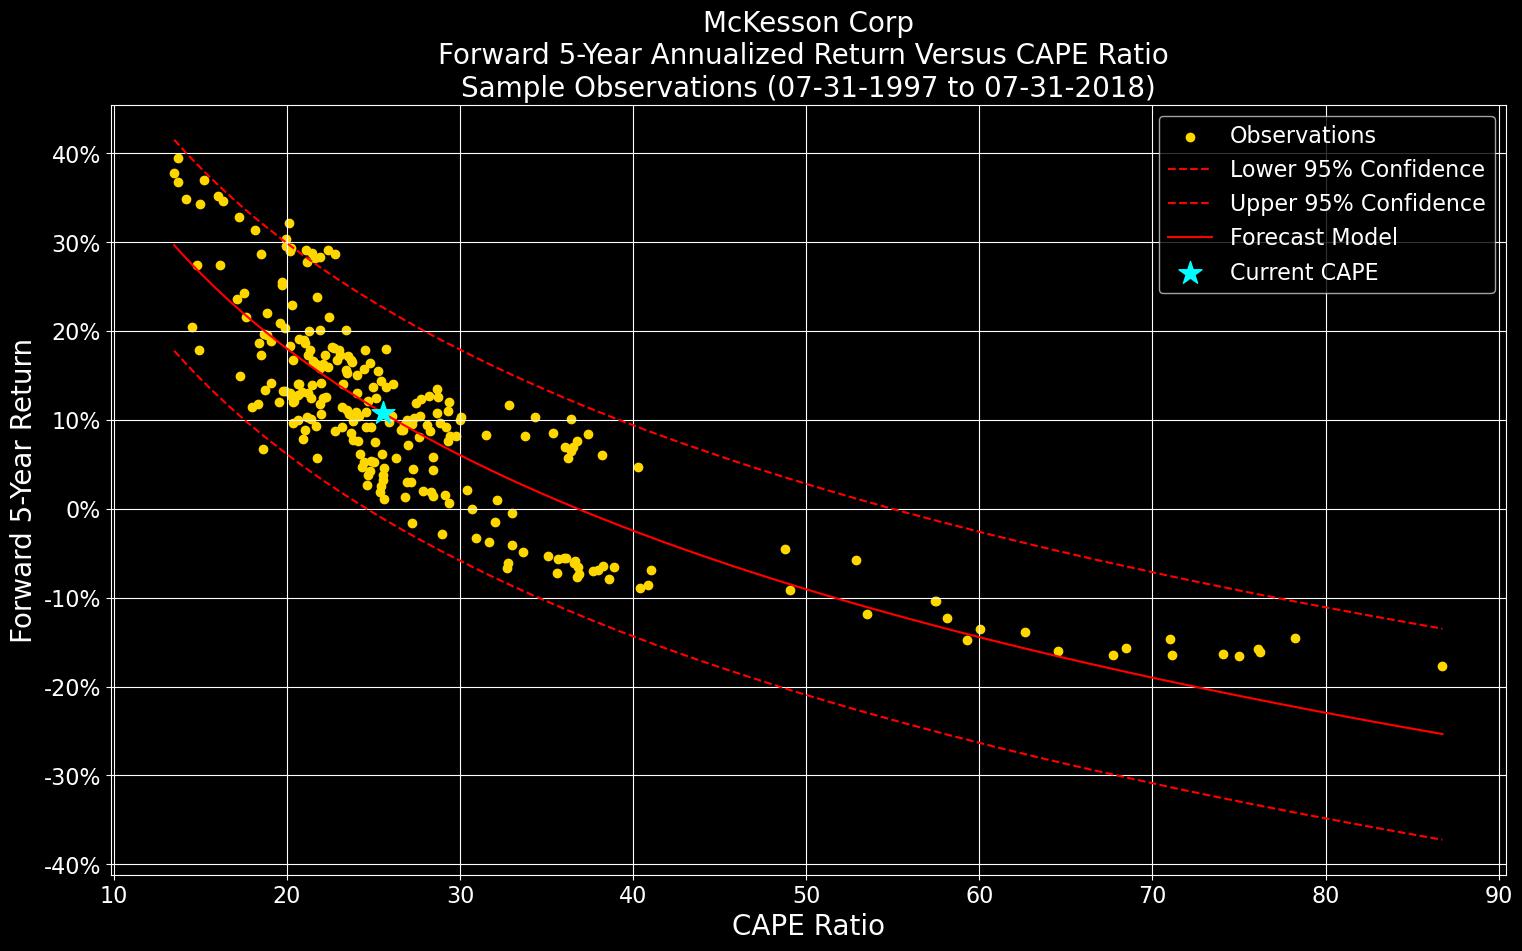 McKesson Corp
Forward 5-Year Annualized Return Versus CAPE Ratio
Sample Observations (07-31-1997 to 07-31-2018)
Observations
Lower 95% Confidence
Upper 95% Confidence
Forecast Model
Current CAPE
Forward 5-Year Return
40%
30%
20%
10%
0%
-10%
-20%
-30%
-40%
10 20 30 40 50 60 70 80 90
CAPE Ratio